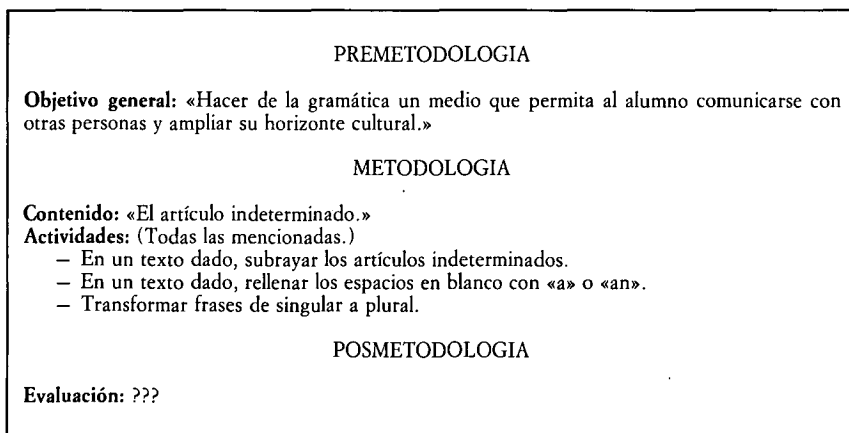 PREMETODOLOGIA
Objetivo general: «Hacer de la gramática un medio que permita al alumno comunicarse con
otras personas y ampliar su horizonte cultural.»
METODOLOGIA
Contenido: «El artículo indeterminado.»
Actividades: (Todas las mencionadas.)
— En un texto dado, subrayar los artículos indeterminados.
— En un texto dado, rellenar los espacios en blanco con «a» o «an».
— Transformar frases de singular a plural.
POSMETODOLOGIA
Evaluación: ???